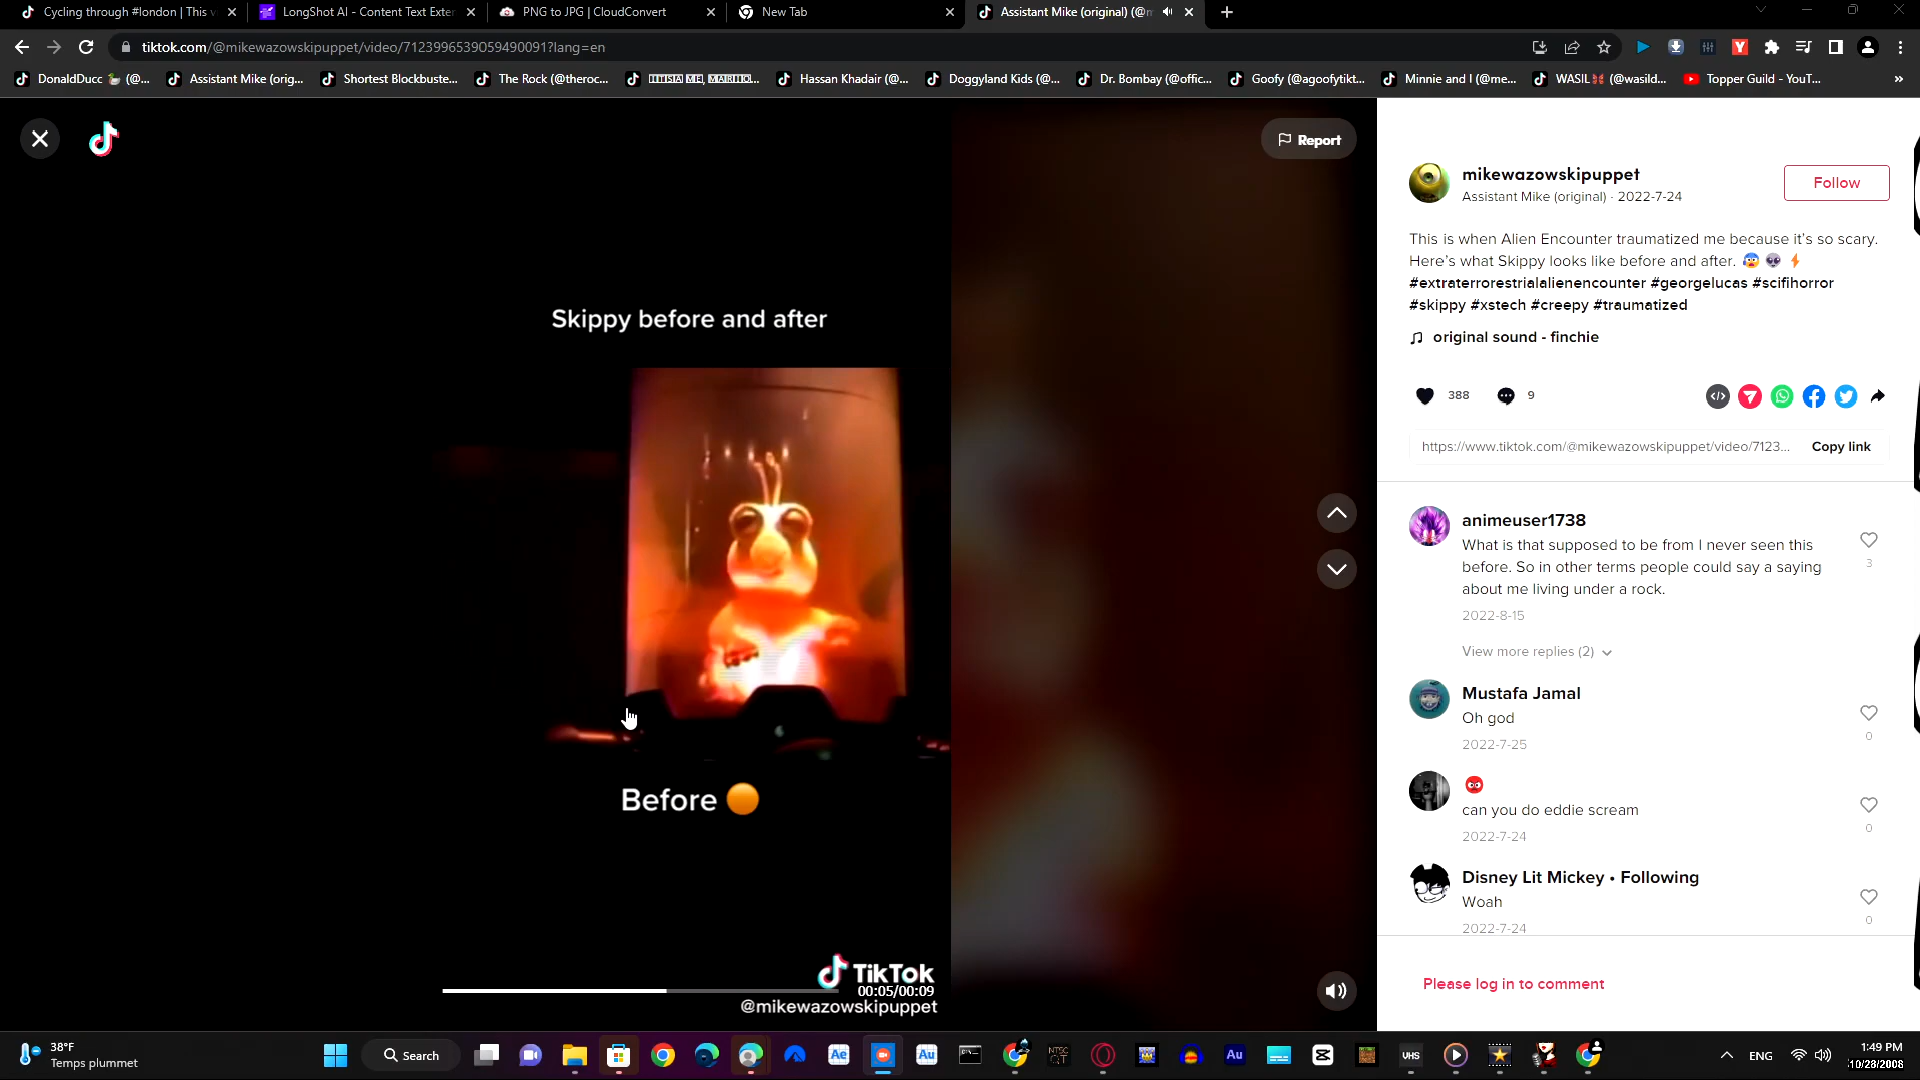 Cycling through #london | This v
LongShot AI - Content Text Exter
PNG to JPG | CloudConvert
New Tab
Assistant Mike (original) (@m
tiktok.com/@mikewazowskipuppet/video/7123996539059490091?lang=en
DonaldDucc 🦆 (@...
Assistant Mike (orig...
Shortest Blockbuste...
The Rock (@theroc...
Hassan Khadair (@...
Doggyland Kids (@...
Dr. Bombay (@offic...
Goofy (@agoofytikt...
Minnie and I (@me...
WASIL (@wasild...
Topper Guild - YouT...
Report
Skippy before and after
Before 🟠
TikTok
00:05/00:09
@mikewazowskipuppet
mikewazowskipuppet
Assistant Mike (original) · 2022-7-24
Follow
This is when Alien Encounter traumatized me because it's so scary.
Here's what Skippy looks like before and after. 😰 👽 ⚡
#extraterrorestrialalienencounter #georgelucas #scifihorror
#skippy #xstech #creepy #traumatized
original sound - finchie
388
9
https://www.tiktok.com/@mikewazowskipuppet/video/7123...
Copy link
animeuser1738
What is that supposed to be from I never seen this
before. So in other terms people could say a saying
about me living under a rock.
3
2022-8-15
View more replies (2)
Mustafa Jamal
Oh god
0
2022-7-25
can you do eddie scream
0
2022-7-24
Disney Lit Mickey • Following
Woah
0
2022-7-24
Please log in to comment
38°F
Temps plummet
Search
Ae
Au
NTSC
Au
VHS
ENG
1:49 PM
10/28/2008